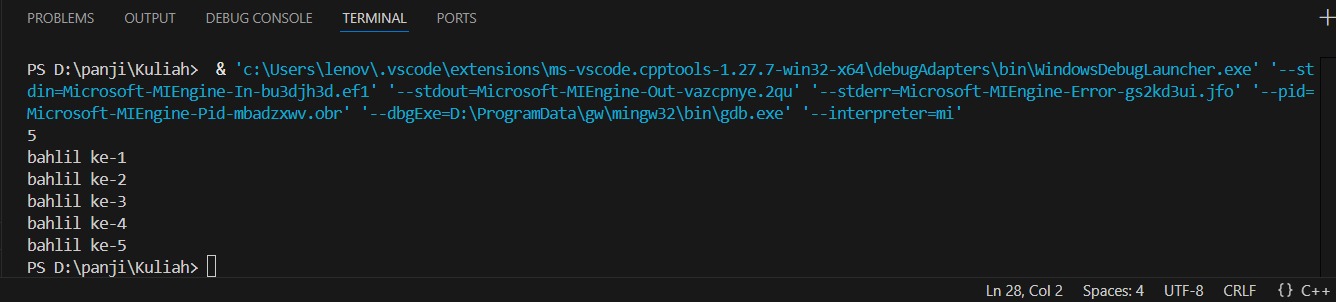 PROBLEMS OUTPUT DEBUG CONSOLE TERMINAL PORTS
PS D:\panji\Kuliah>  & 'c:\Users\lenov\.vscode\extensions\ms-vscode.cpptools-1.27.7-win32-x64\debugAdapters\bin\WindowsDebugLauncher.exe' '--st
din=Microsoft-MIEngine-In-bu3djh3d.ef1' '--stdout=Microsoft-MIEngine-Out-vazcpnye.2qu' '--stderr=Microsoft-MIEngine-Error-gs2kd3ui.jfo' '--pid=
Microsoft-MIEngine-Pid-mbadzxwv.obr' '--dbgExe=D:\ProgramData\gw\mingw32\bin\gdb.exe' '--interpreter=mi'
5
bahlil ke-1
bahlil ke-2
bahlil ke-3
bahlil ke-4
bahlil ke-5
PS D:\panji\Kuliah>
Ln 28, Col 2 Spaces: 4 UTF-8 CRLF {} C++